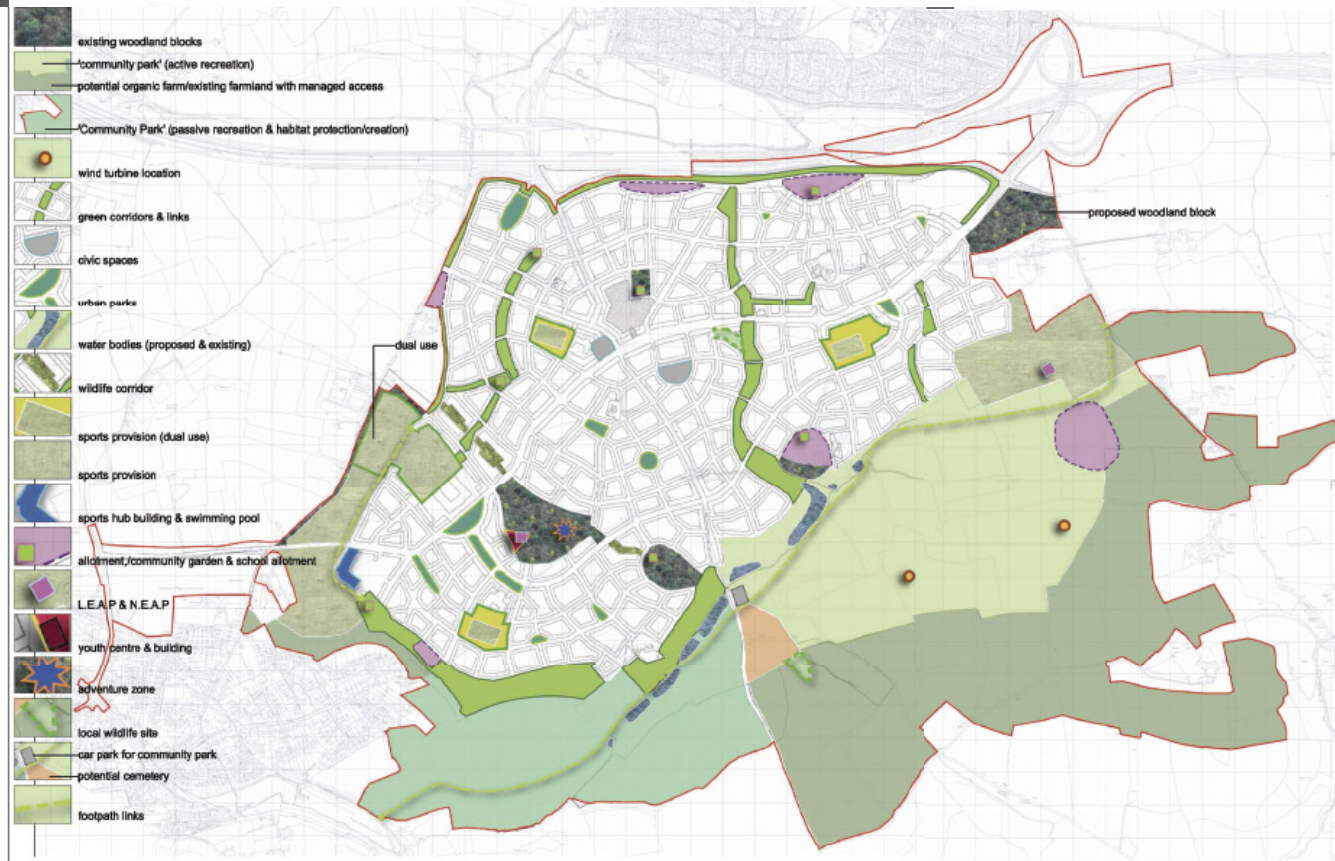 existing woodland blocks
'community park' (active recreation)
potential organic farm/existing farmland with managed access
'Community Park' (passive recreation & habitat protection/creation)
wind turbine location
green corridors & links
civic spaces
urban parks
water bodies (proposed & existing)
wildlife corridor
sports provision (dual use)
sports provision
sports hub building & swimming pool
allotment,/community garden & school allotment
L.E.A.P & N.E.A.P
youth centre & building
adventure zone
local wildlife site
car park for community park
potential cemetery
footpath links
proposed woodland block
dual use